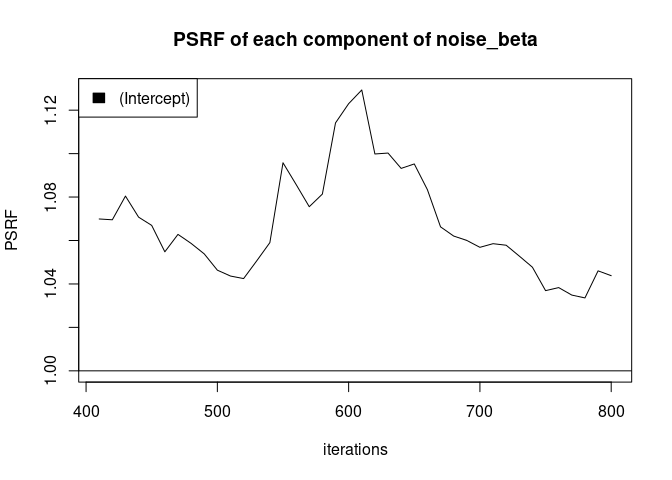 PSRF of each component of noise_beta
(Intercept)
PSRF
1.12
1.08
1.04
1.00
400 500 600 700 800
iterations